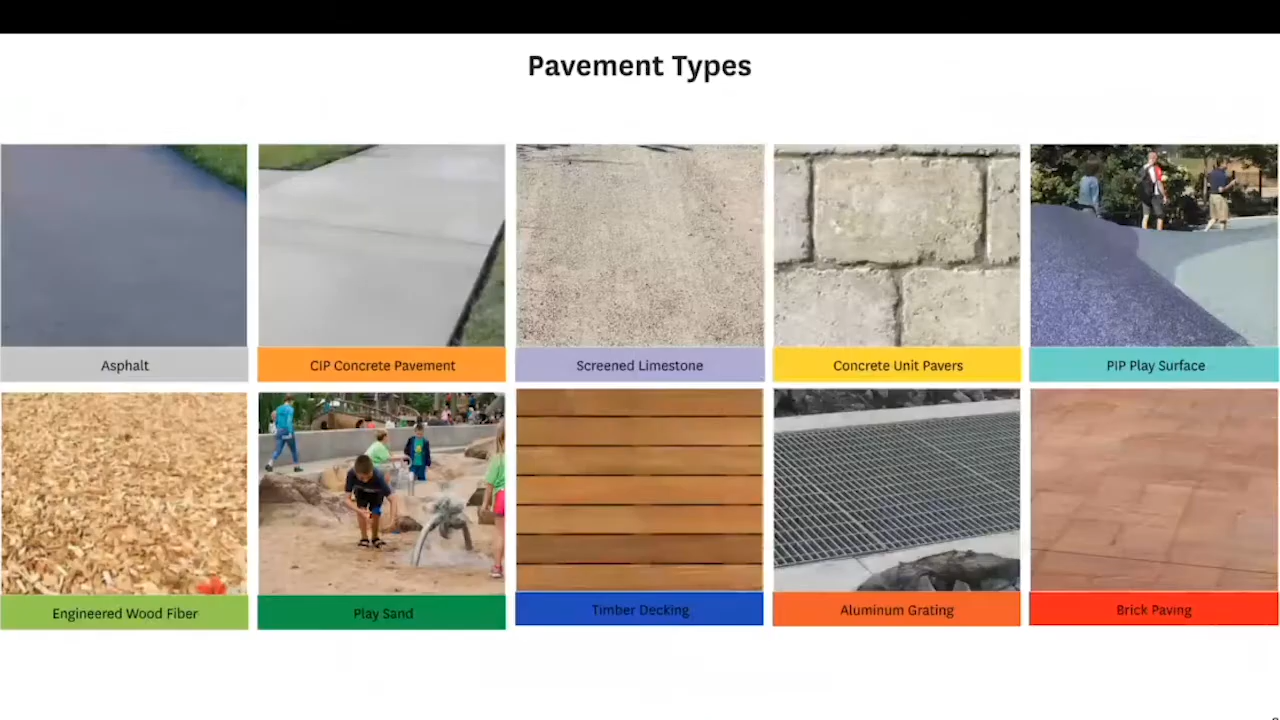 Pavement Types
Asphalt
CIP Concrete Pavement
Screened Limestone
Concrete Unit Pavers
PIP Play Surface
Engineered Wood Fiber
Play Sand
Timber Decking
Aluminum Grating
Brick Paving